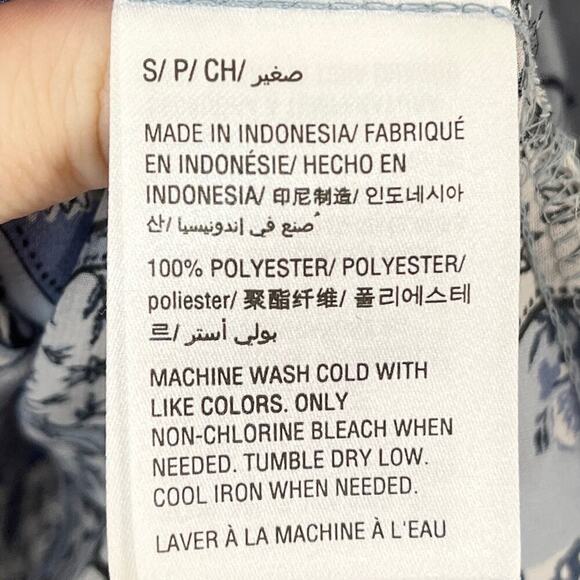 S/ P/ CH/ صغير
MADE IN INDONESIA/ FABRIQUÉ
EN INDONÉSIE/ HECHO EN
INDONESIA/ 印尼制造/ 인도네시아
산/ صنع في إندونيسيا
100% POLYESTER/ POLYESTER/
poliester/ 聚酯纤维/ 폴리에스테
르/ بولي أستر
MACHINE WASH COLD WITH
LIKE COLORS. ONLY
NON-CHLORINE BLEACH WHEN
NEEDED. TUMBLE DRY LOW.
COOL IRON WHEN NEEDED.
LAVER À LA MACHINE À L'EAU